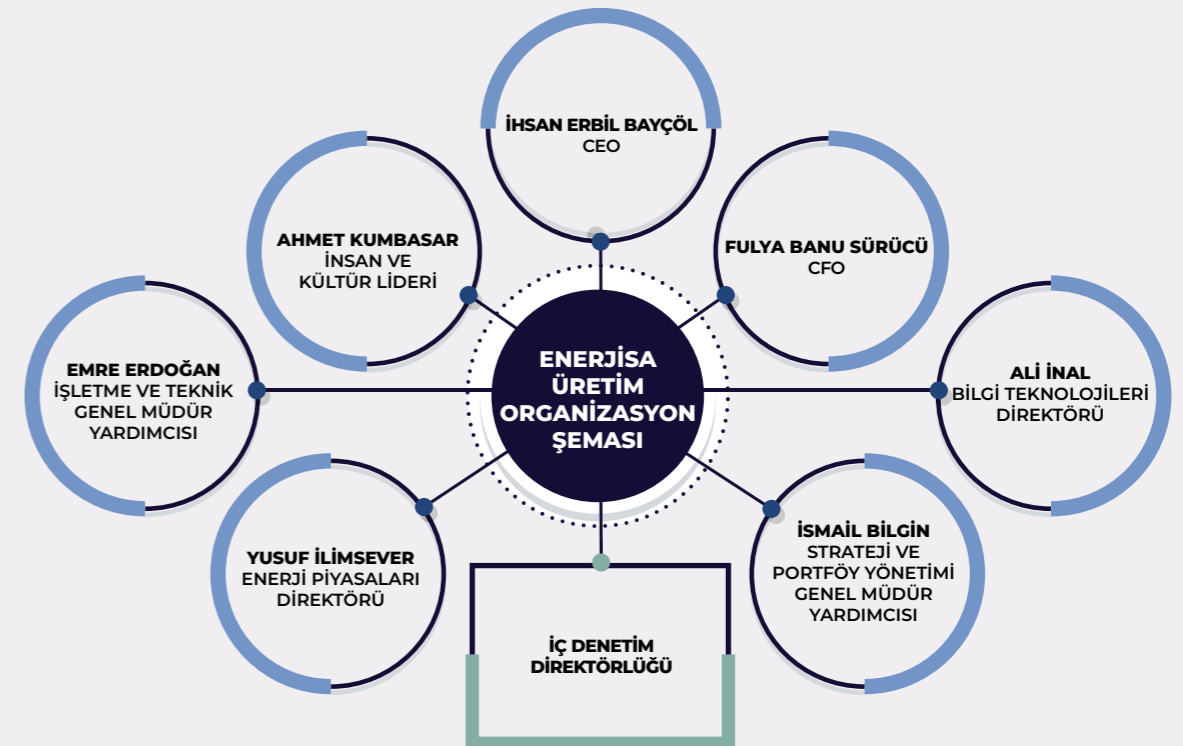 İHSAN ERBİL BAYÇÖL
CEO
AHMET KUMBASAR
İNSAN VE
KÜLTÜR LİDERİ
FULYA BANU SÜRÜCÜ
CFO
EMRE ERDOĞAN
İŞLETME VE TEKNİK
GENEL MÜDÜR
YARDIMCISI
ENERJİSA
ÜRETİM
ORGANİZASYON
ŞEMASI
ALİ İNAL
BİLGİ TEKNOLOJİLERİ
DİREKTÖRÜ
YUSUF İLİMSEVER
ENERJİ PİYASALARI
DİREKTÖRÜ
İSMAİL BİLGİN
STRATEJİ VE
PORTFÖY YÖNETİMİ
GENEL MÜDÜR
YARDIMCISI
İÇ DENETİM
DİREKTÖRLÜĞÜ